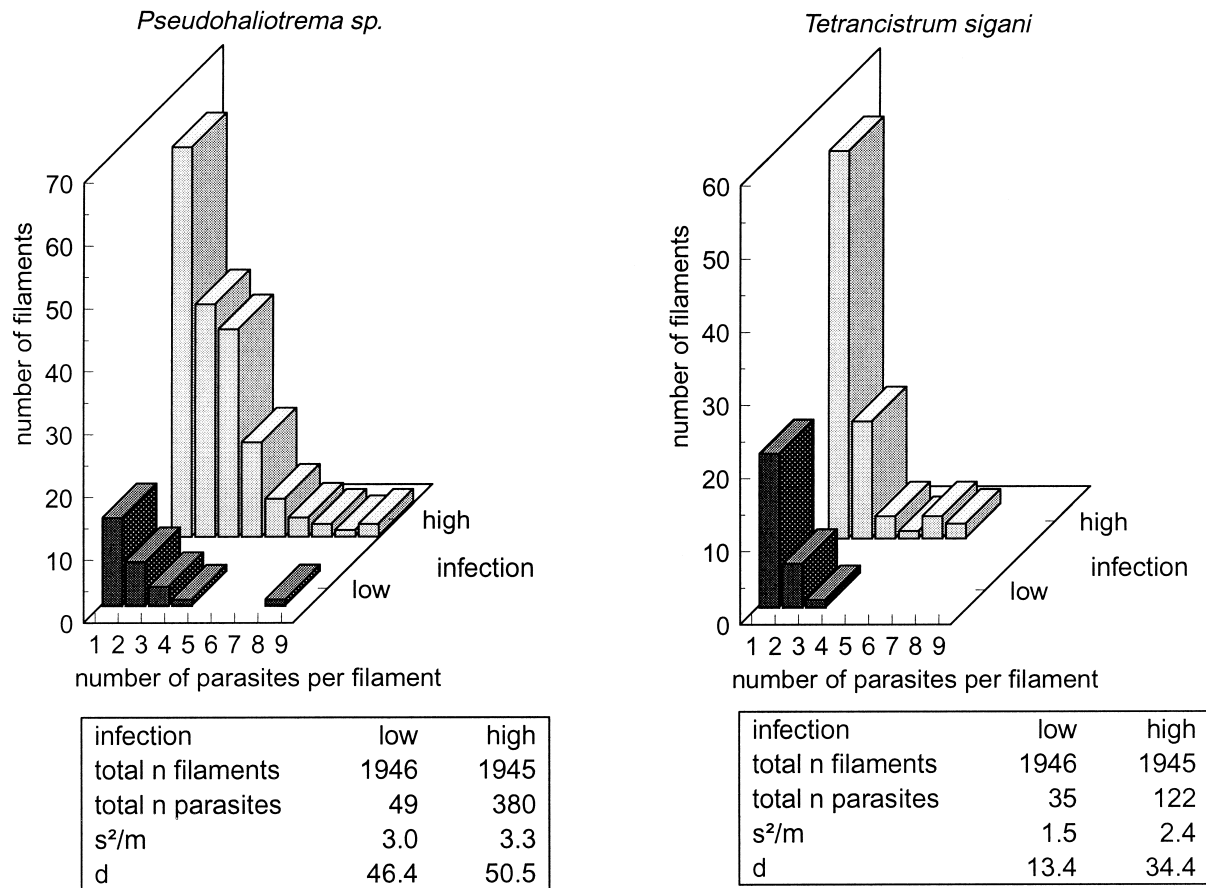 Pseudohaliotrema sp.
number of filaments
70
60
50
40
30
20
10
0
1 2 3 4 5 6 7 8 9
number of parasites per filament
high
infection
low
infection low high
total n filaments 1946 1945
total n parasites 49 380
s²/m 3.0 3.3
d 46.4 50.5
Tetrancistrum sigani
number of filaments
60
50
40
30
20
10
0
1 2 3 4 5 6 7 8 9
number of parasites per filament
high
infection
low
infection low high
total n filaments 1946 1945
total n parasites 35 122
s²/m 1.5 2.4
d 13.4 34.4